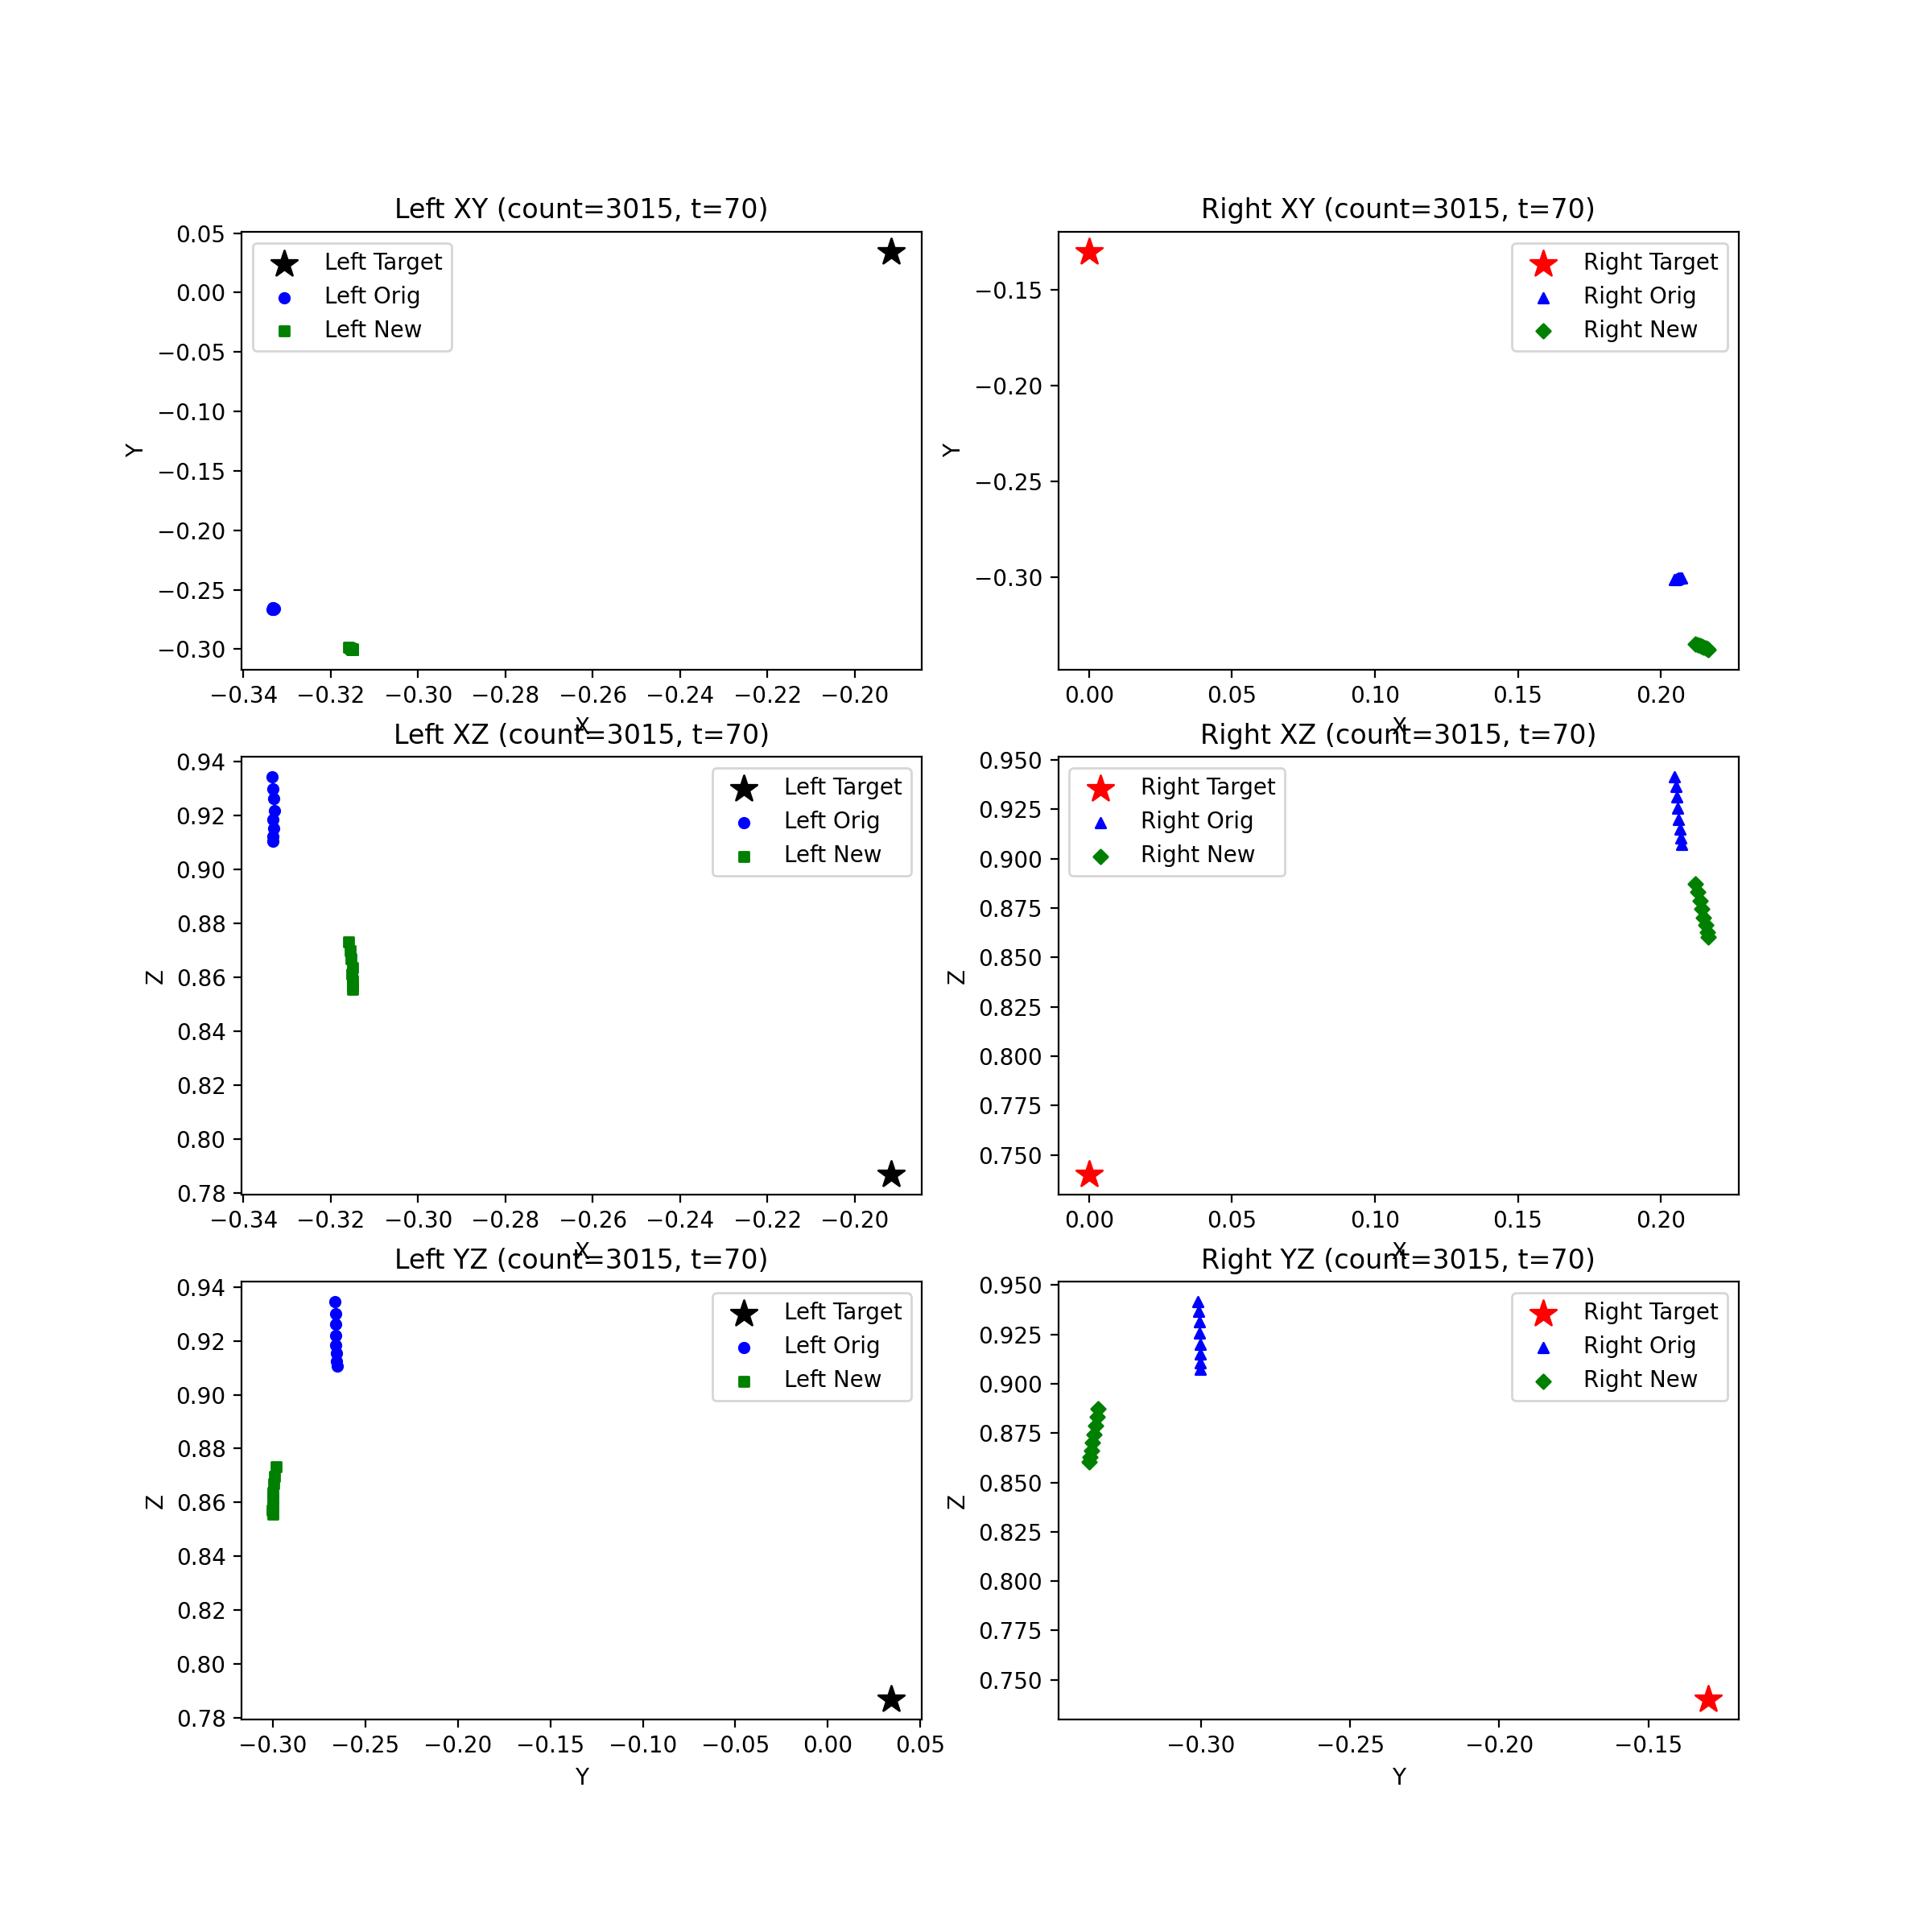 Left XY (count=3015, t=70)
Right XY (count=3015, t=70)
0.05
0.00
−0.05
−0.10
−0.15
−0.20
−0.25
−0.30
Y
Left Target
Left Orig
Left New
−0.34
−0.32
−0.30
−0.28
−0.26
−0.24
−0.22
−0.20
X
−0.15
−0.20
−0.25
−0.30
Y
Right Target
Right Orig
Right New
0.00
0.05
0.10
0.15
0.20
X
Left XZ (count=3015, t=70)
Right XZ (count=3015, t=70)
0.94
0.92
0.90
0.88
0.86
0.84
0.82
0.80
0.78
Z
Left Target
Left Orig
Left New
−0.34
−0.32
−0.30
−0.28
−0.26
−0.24
−0.22
−0.20
X
0.950
0.925
0.900
0.875
0.850
0.825
0.800
0.775
0.750
Z
Right Target
Right Orig
Right New
0.00
0.05
0.10
0.15
0.20
X
Left YZ (count=3015, t=70)
Right YZ (count=3015, t=70)
0.94
0.92
0.90
0.88
0.86
0.84
0.82
0.80
0.78
Z
Left Target
Left Orig
Left New
−0.30
−0.25
−0.20
−0.15
−0.10
−0.05
0.00
0.05
Y
0.950
0.925
0.900
0.875
0.850
0.825
0.800
0.775
0.750
Z
Right Target
Right Orig
Right New
−0.30
−0.25
−0.20
−0.15
Y